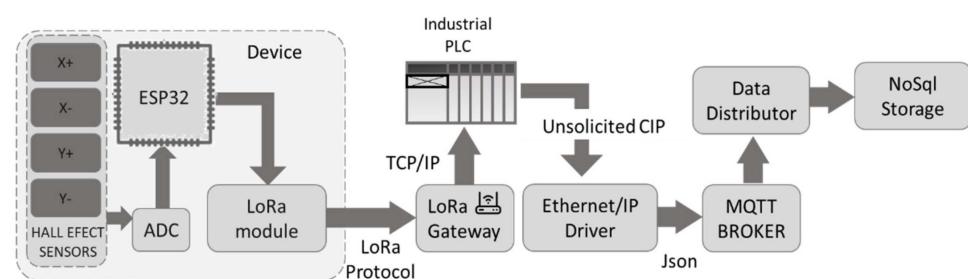 X+
X-
Y+
Y-
HALL EFFECT
SENSORS
ESP32
ADC
Device
LoRa
module
LoRa
Protocol
LoRa
Gateway
TCP/IP
Industrial
PLC
Unsolicited CIP
Ethernet/IP
Driver
Json
MQTT
BROKER
Data
Distributor
NoSql
Storage